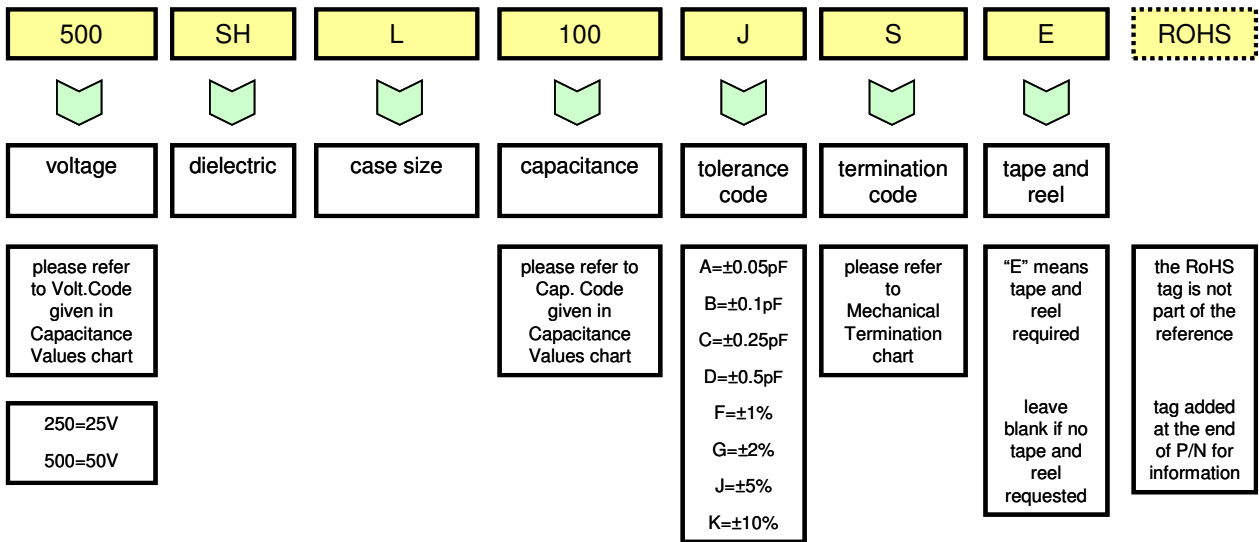 500
SH
L
100
J
S
E
ROHS
voltage
dielectric
case size
capacitance
tolerance
code
termination
code
tape and
reel
please refer
to Volt.Code
given in
Capacitance
Values chart
250=25V
500=50V
please refer to
Cap. Code
given in
Capacitance
Values chart
A=±0.05pF
B=±0.1pF
C=±0.25pF
D=±0.5pF
F=±1%
G=±2%
J=±5%
K=±10%
please refer
to
Mechanical
Termination
chart
“E” means
tape and
reel
required
leave
blank if no
tape and
reel
requested
the RoHS
tag is not
part of the
reference
tag added
at the end
of P/N for
information